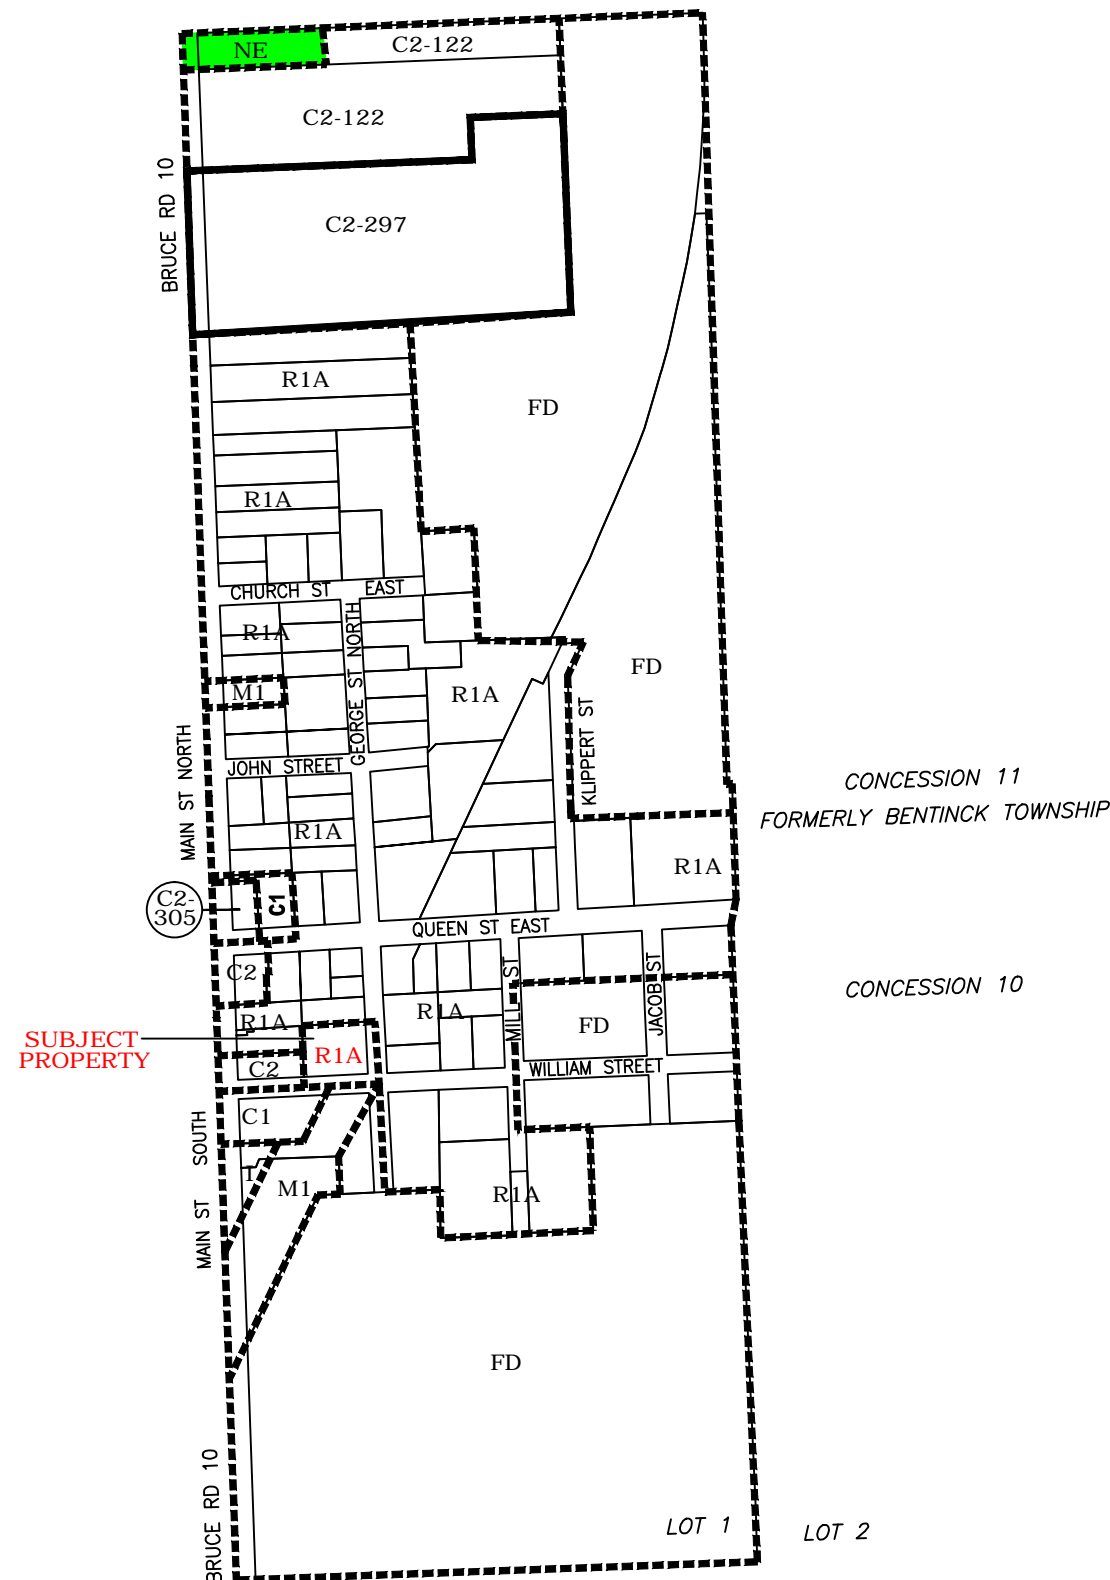 NE
C2-122
C2-122
BRUCE RD 10
C2-297
R1A
FD
R1A
CHURCH ST EAST
R1A
GEORGE ST NORTH
FD
M1
R1A
KLIPPERT ST
MAIN ST NORTH
JOHN STREET
CONCESSION 11
FORMERLY BENTINCK TOWNSHIP
R1A
R1A
C2-
305
C1
QUEEN ST EAST
C2
MILL ST
JACOB ST
CONCESSION 10
R1A
R1A
FD
SUBJECT
PROPERTY
R1A
C2
WILLIAM STREET
C1
MAIN ST SOUTH
M1
R1A
FD
BRUCE RD 10
LOT 1
LOT 2